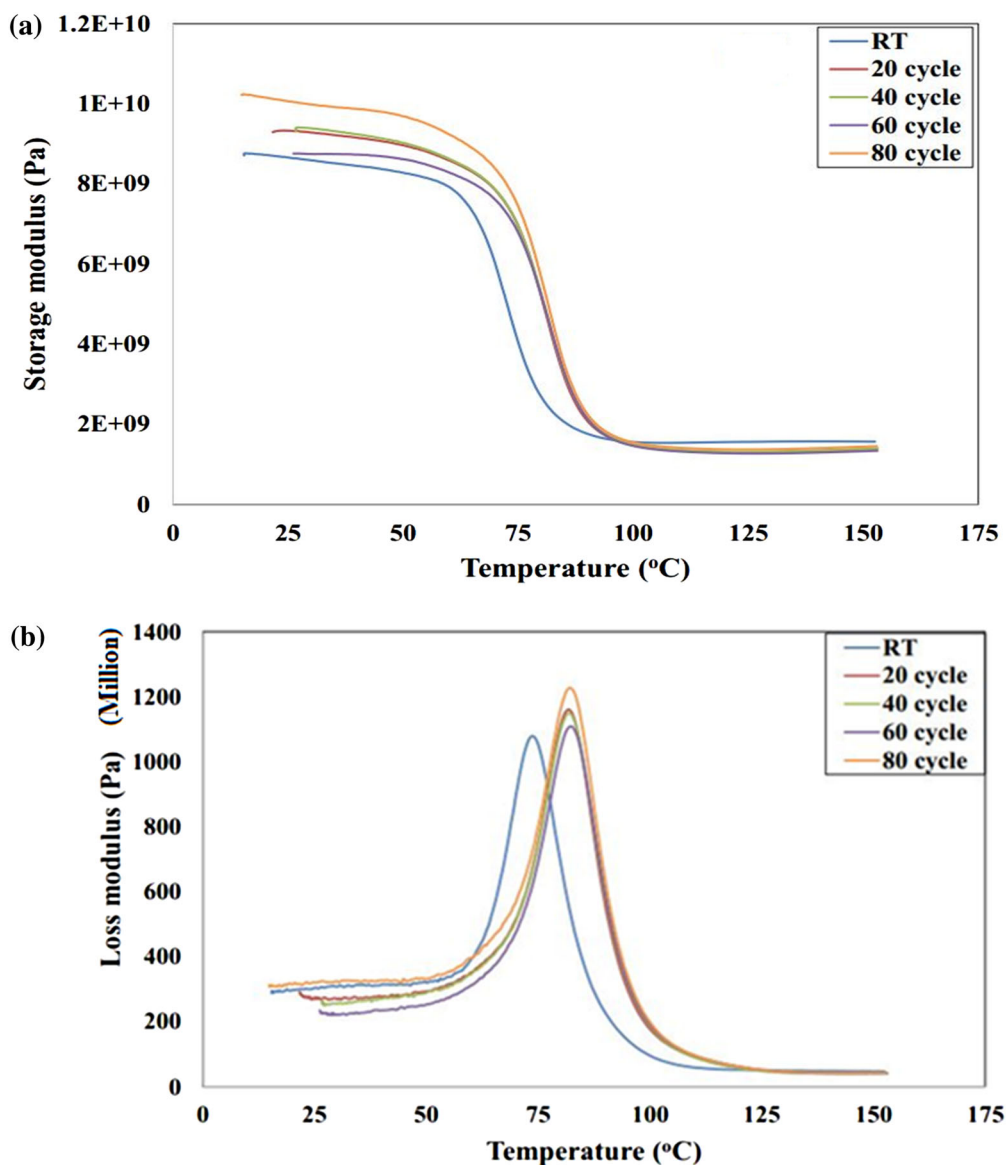 (a)
1.2E+10
1E+10
8E+09
6E+09
4E+09
2E+09
0
Storage modulus (Pa)
RT
20 cycle
40 cycle
60 cycle
80 cycle
0 25 50 75 100 125 150 175
Temperature (°C)
(b)
1400
1200
1000
800
600
400
200
0
Loss modulus (Pa) (Million)
RT
20 cycle
40 cycle
60 cycle
80 cycle
0 25 50 75 100 125 150 175
Temperature (°C)